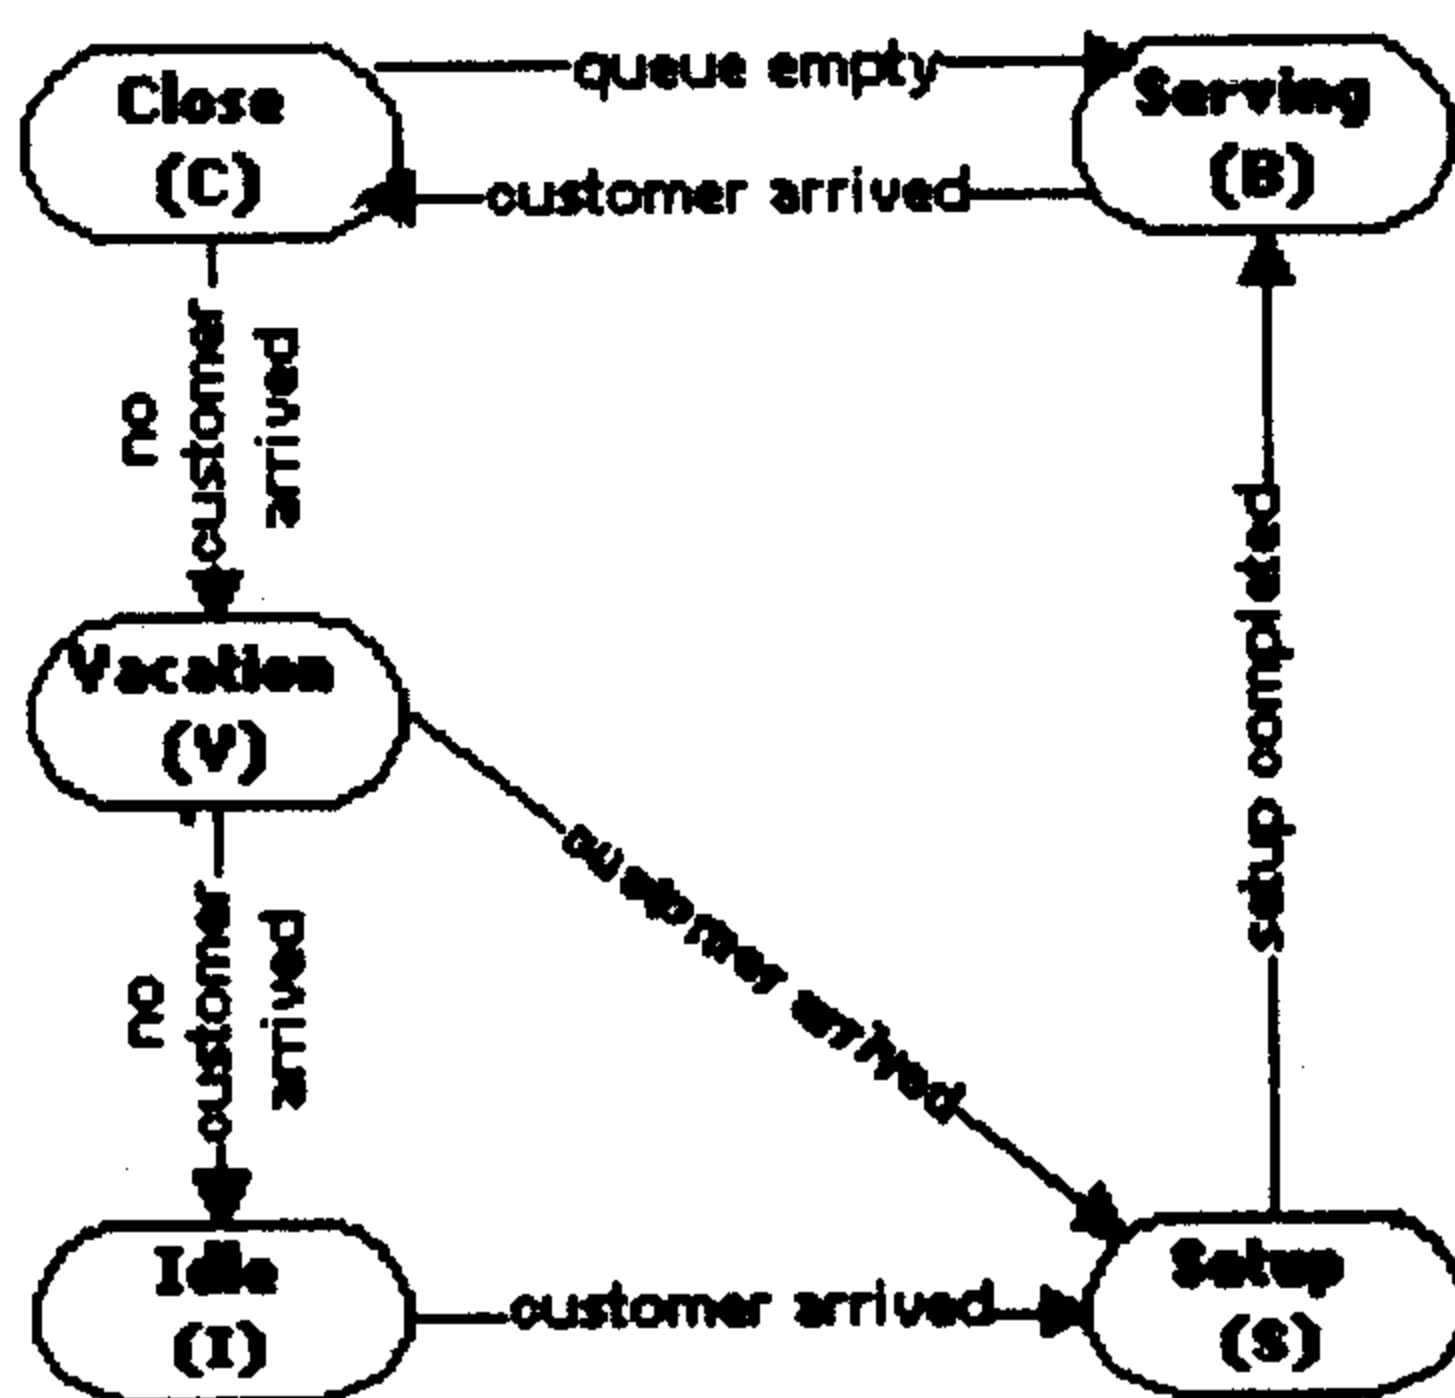 Close
(C)
queue empty
Serving
(B)
customer arrived
no
customer
arrived
setup completed
Vacation
(V)
customer arrived
no
customer
arrived
Idle
(I)
customer arrived
Setup
(S)